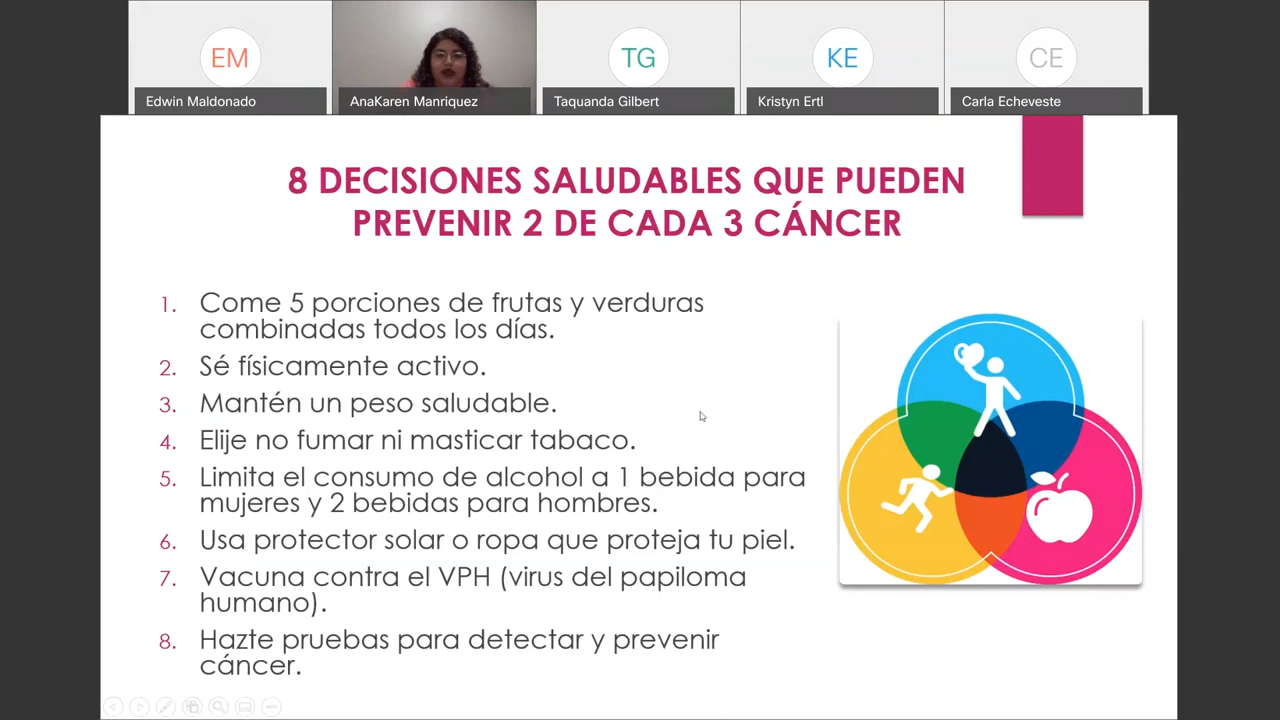 EM
TG
KE
CE
Edwin Maldonado
AnaKaren Manriquez
Taquanda Gilbert
Kristyn Ertl
Carla Echeveste
8 DECISIONES SALUDABLES QUE PUEDEN
PREVENIR 2 DE CADA 3 CÁNCER
1. Come 5 porciones de frutas y verduras
combinadas todos los días.
2. Sé físicamente activo.
3. Mantén un peso saludable.
4. Elije no fumar ni masticar tabaco.
5. Limita el consumo de alcohol a 1 bebida para
mujeres y 2 bebidas para hombres.
6. Usa protector solar o ropa que proteja tu piel.
7. Vacuna contra el VPH (virus del papiloma
humano).
8. Hazte pruebas para detectar y prevenir
cáncer.